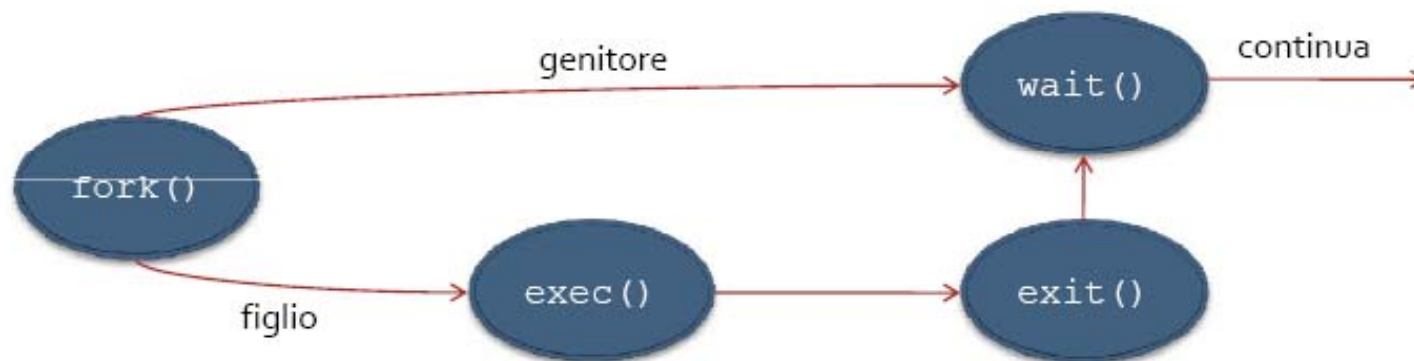 genitore
wait()
continua
fork()
figlio
exec()
exit()